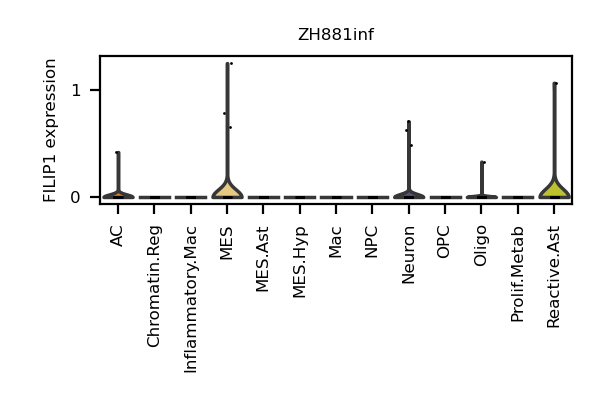 ZH881inf
FILIP1 expression
1
0
AC
Chromatin.Reg
Inflammatory.Mac
MES
MES.Ast
MES.Hyp
Mac
NPC
Neuron
OPC
Oligo
Prolif.Metab
Reactive.Ast